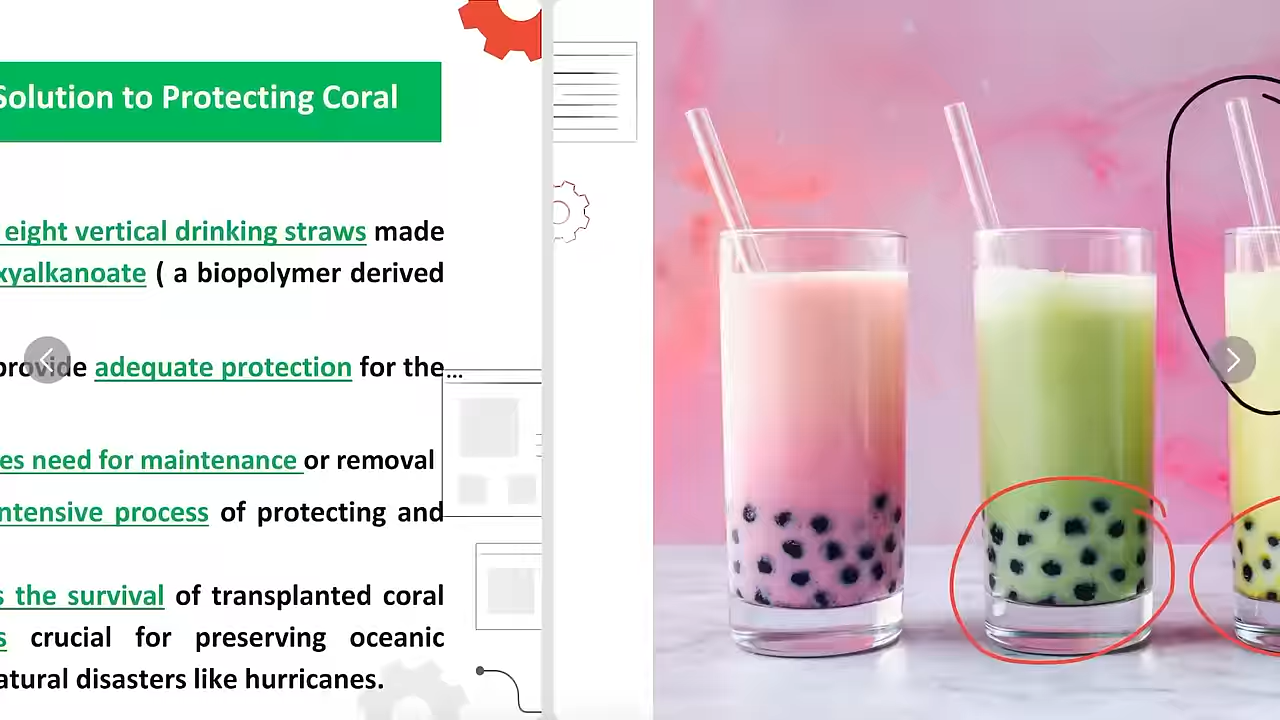 Solution to Protecting Coral
eight vertical drinking straws made
xyalkanoate ( a biopolymer derived
provide adequate protection for the...
es need for maintenance or removal
ntensive process of protecting and
s the survival of transplanted coral
s crucial for preserving oceanic
atural disasters like hurricanes.